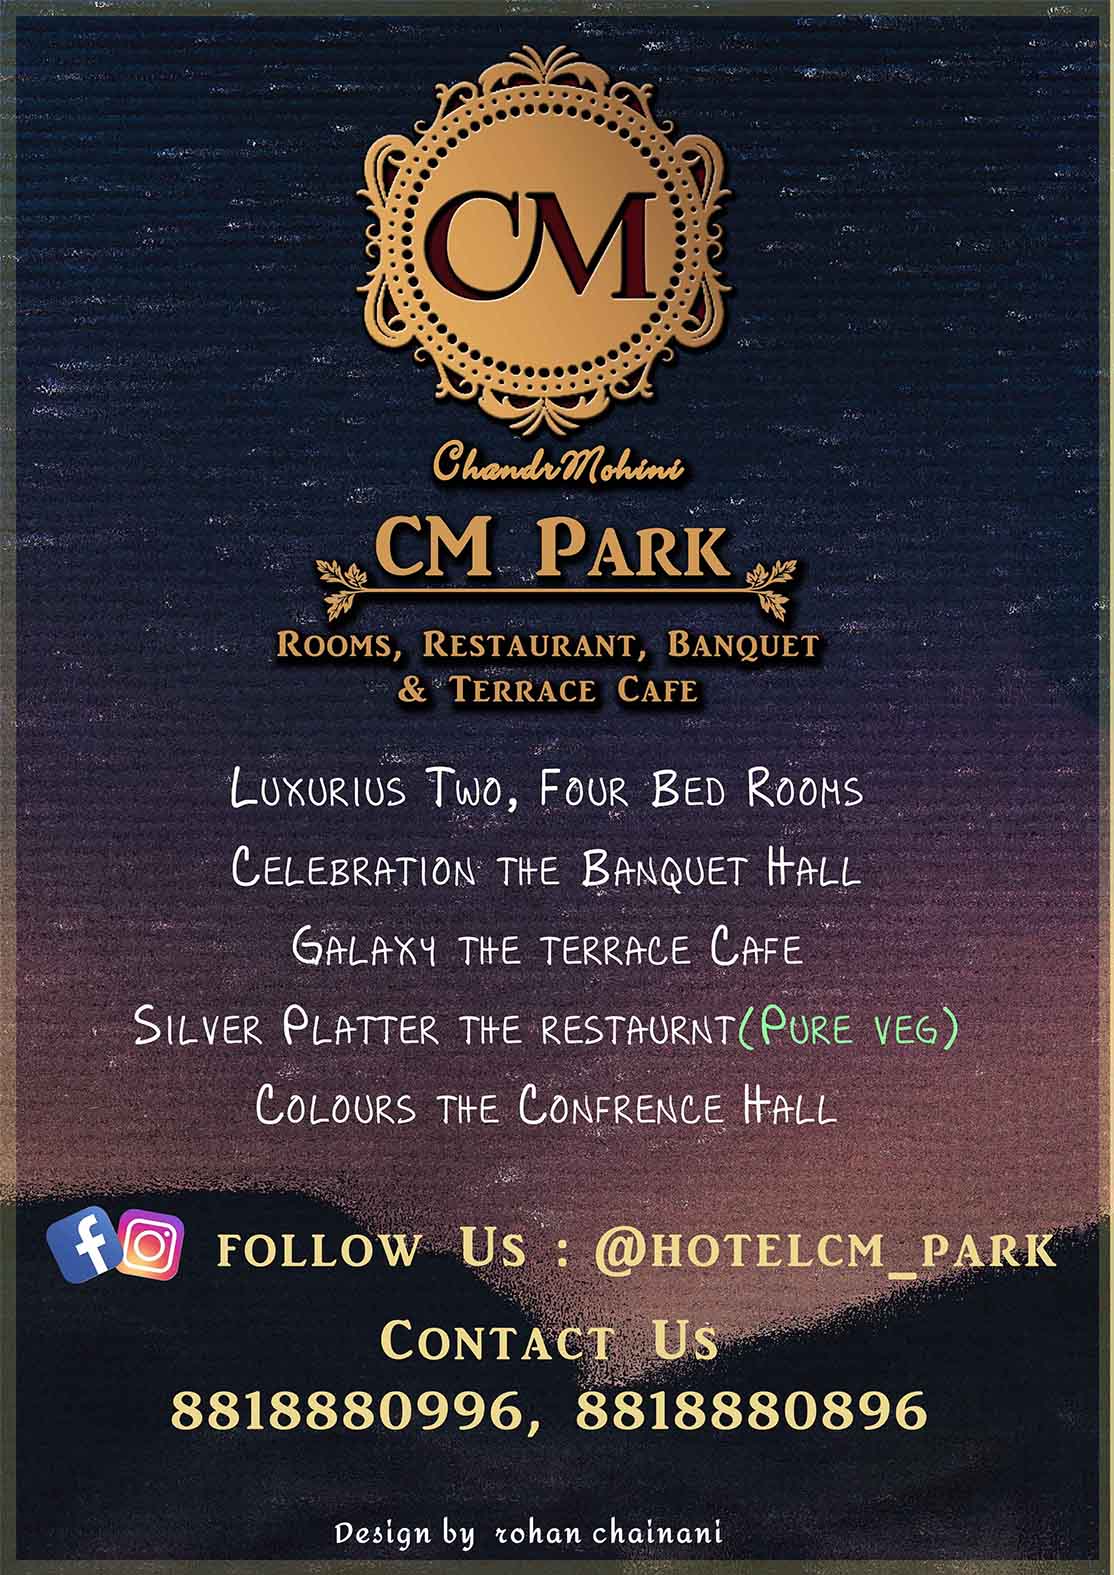 CM
ChandrMohini
CM Park
Rooms, Restaurant, Banquet
& Terrace Cafe
Luxurius Two, Four Bed Rooms
Celebration the Banquet Hall
Galaxy the terrace Cafe
Silver Platter the restaurnt(Pure veg)
Colours the Confrence Hall
follow Us : @hotelcm_park
Contact Us
8818880996, 8818880896
Design by rohan chainani